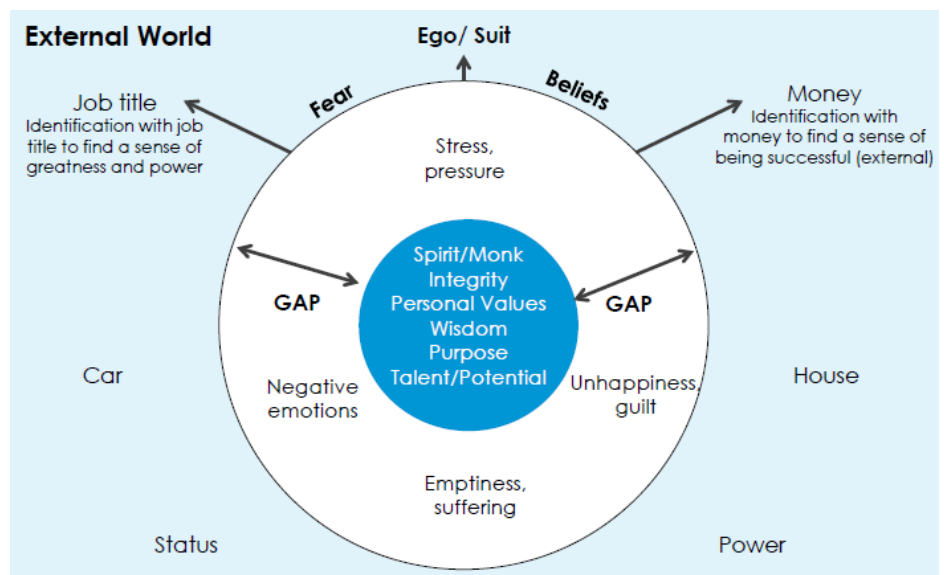 External World
Ego/ Suit
Fear
Beliefs
Job title
Identification with job
title to find a sense of
greatness and power
Money
Identification with
money to find a sense of
being successful (external)
Stress,
pressure
Spirit/Monk
Integrity
Personal Values
Wisdom
Purpose
Talent/Potential
GAP
GAP
Car
Negative
emotions
Unhappiness,
guilt
House
Emptiness,
suffering
Status
Power